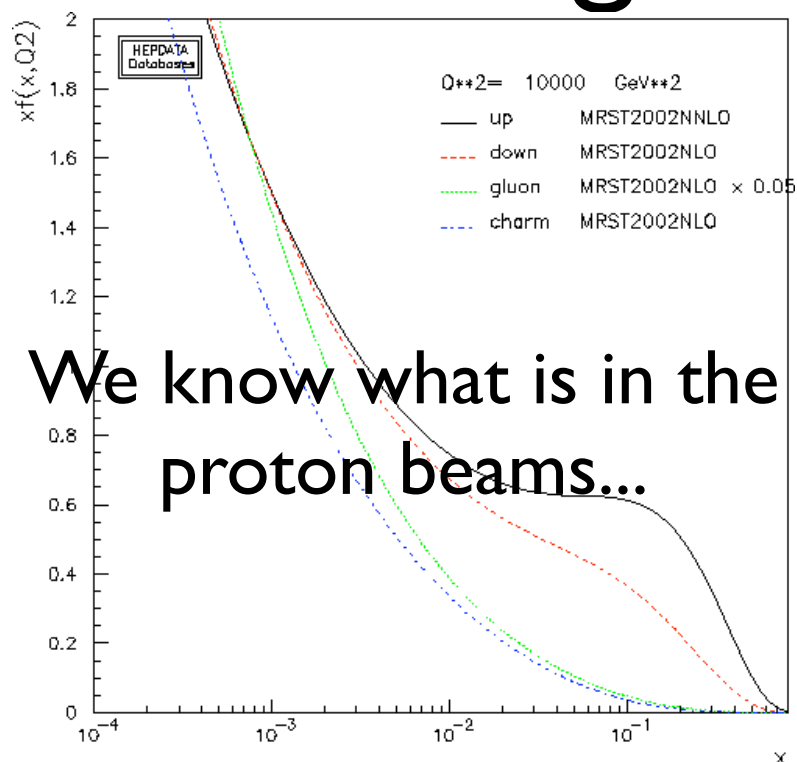 g
2
xf(x,Q2)
HEPDATA
Databases
Q**2= 10000 GeV**2
up MRST2002NNLO
down MRST2002NLO
gluon MRST2002NLO × 0.05
charm MRST2002NLO
1.8
1.6
1.4
1.2
We know what is in the
0.8
proton beams...
0.6
0.4
0.2
0
10⁻⁴ 10⁻³ 10⁻² 10⁻¹
x